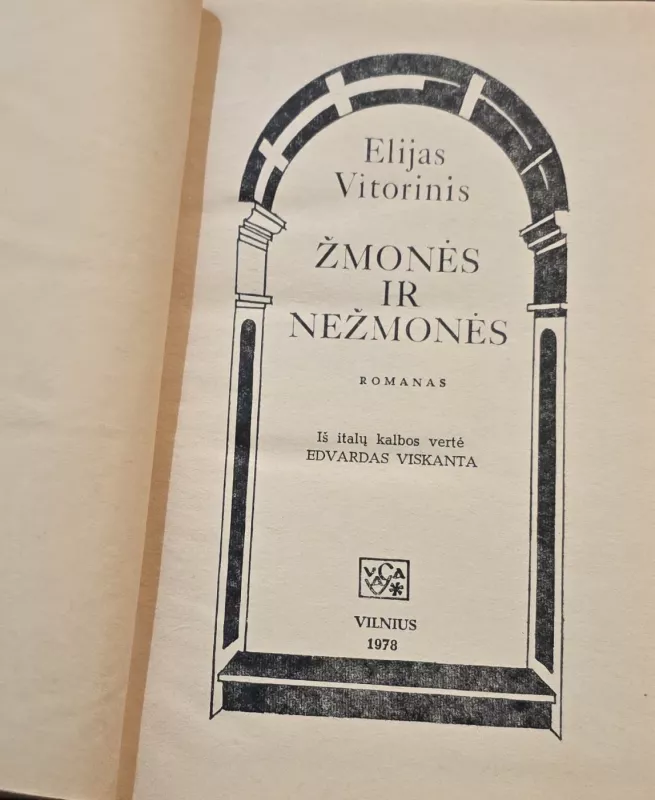 Elijas
Vitorinis
ŽMONĖS
IR
NEŽMONĖS
ROMANAS
Iš italų kalbos vertė
EDVARDAS VISKANTA
VILNIUS
1978